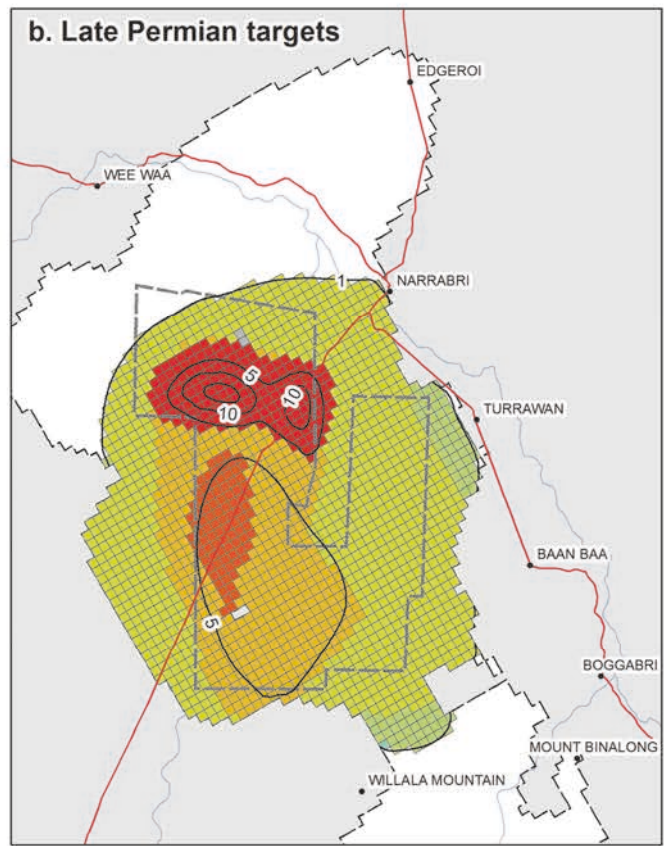 b. Late Permian targets
EDGEROI
WEE WAA
1
NARRABRI
5
10
10
TURRAWAN
BAAN BAA
5
BOGGABRI
MOUNT BINALONG
WILLALA MOUNTAIN